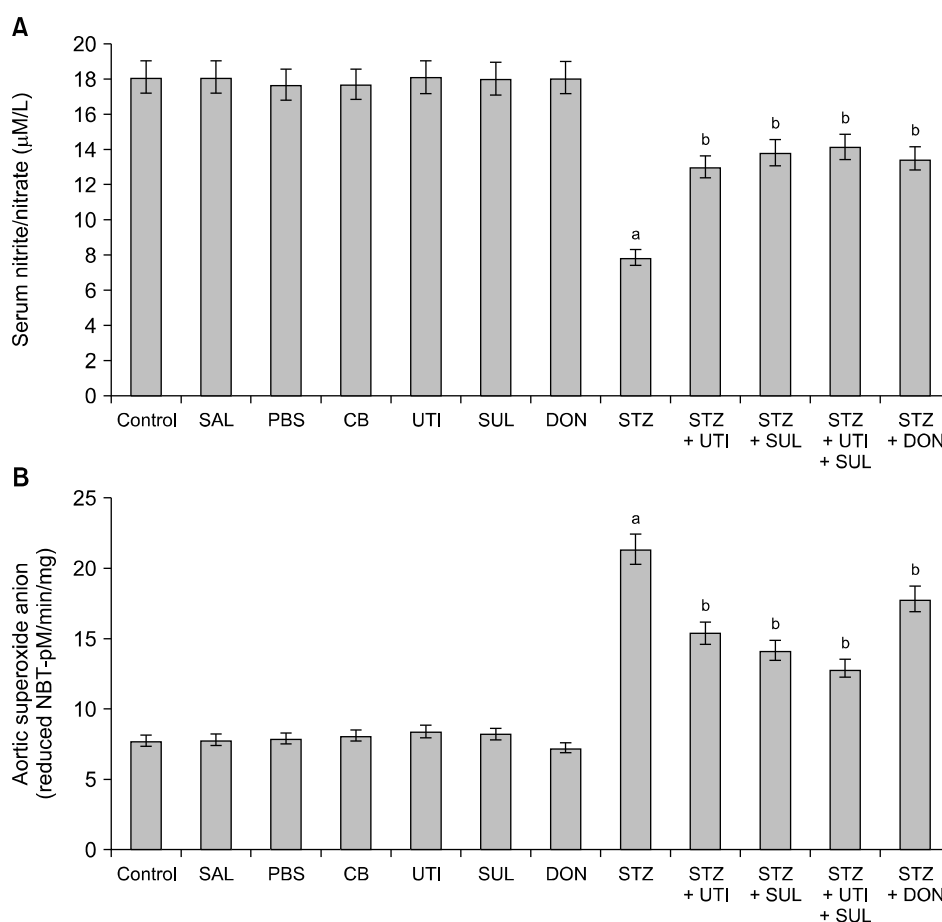 A
Serum nitrite/nitrate (μM/L)
20
18
16
14
12
10
8
6
4
2
0
b
b
b
b
a
Control SAL PBS CB UTI SUL DON STZ STZ STZ STZ STZ
+ UTI + SUL + UTI + DON
+ SUL
B
Aortic superoxide anion
(reduced NBT-pM/min/mg)
25
20
15
10
5
0
a
b
b
b
b
Control SAL PBS CB UTI SUL DON STZ STZ STZ STZ STZ
+ UTI + SUL + UTI + DON
+ SUL